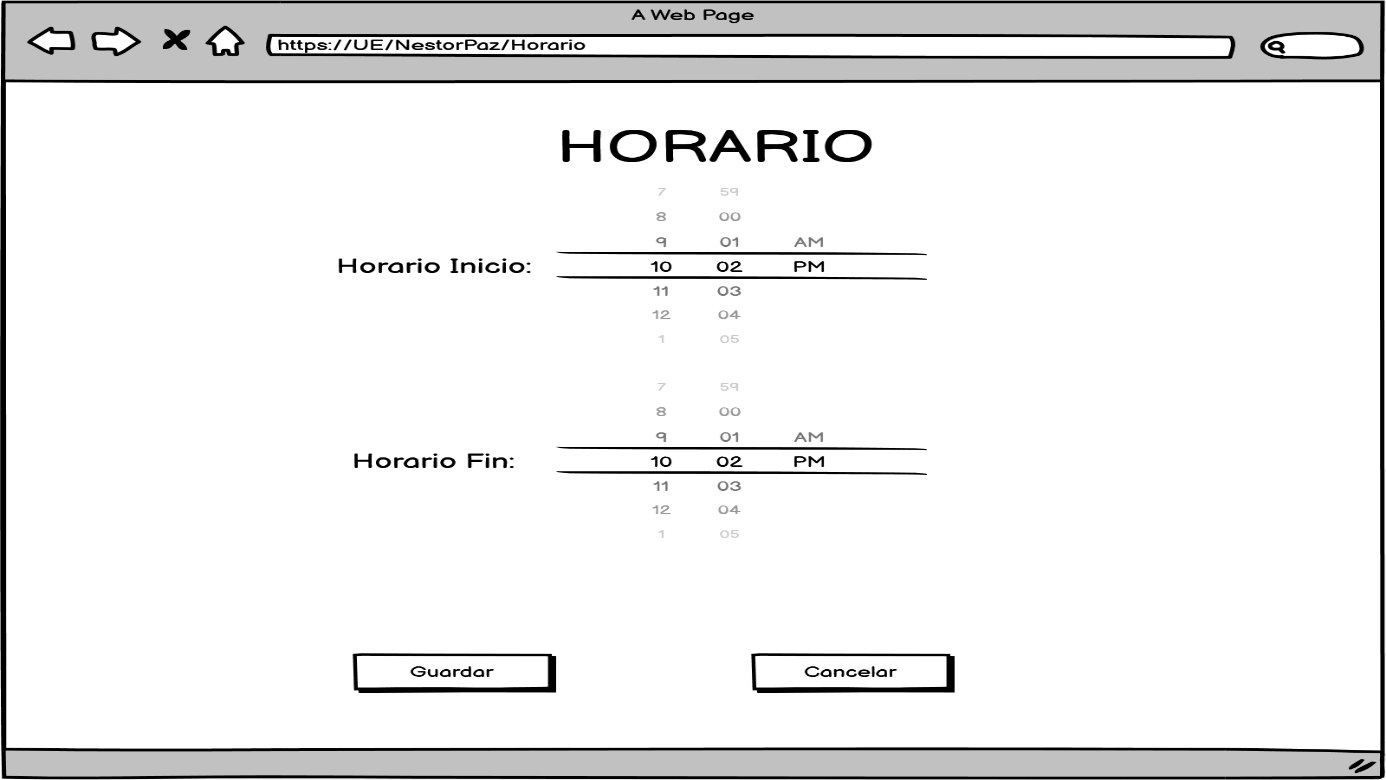 A Web Page
https://UE/NestorPaz/Horario
HORARIO
7 59
8 00
9 01 AM
Horario Inicio: 10 02 PM
11 03
12 04
1 05
7 59
8 00
9 01 AM
Horario Fin: 10 02 PM
11 03
12 04
1 05
Guardar Cancelar